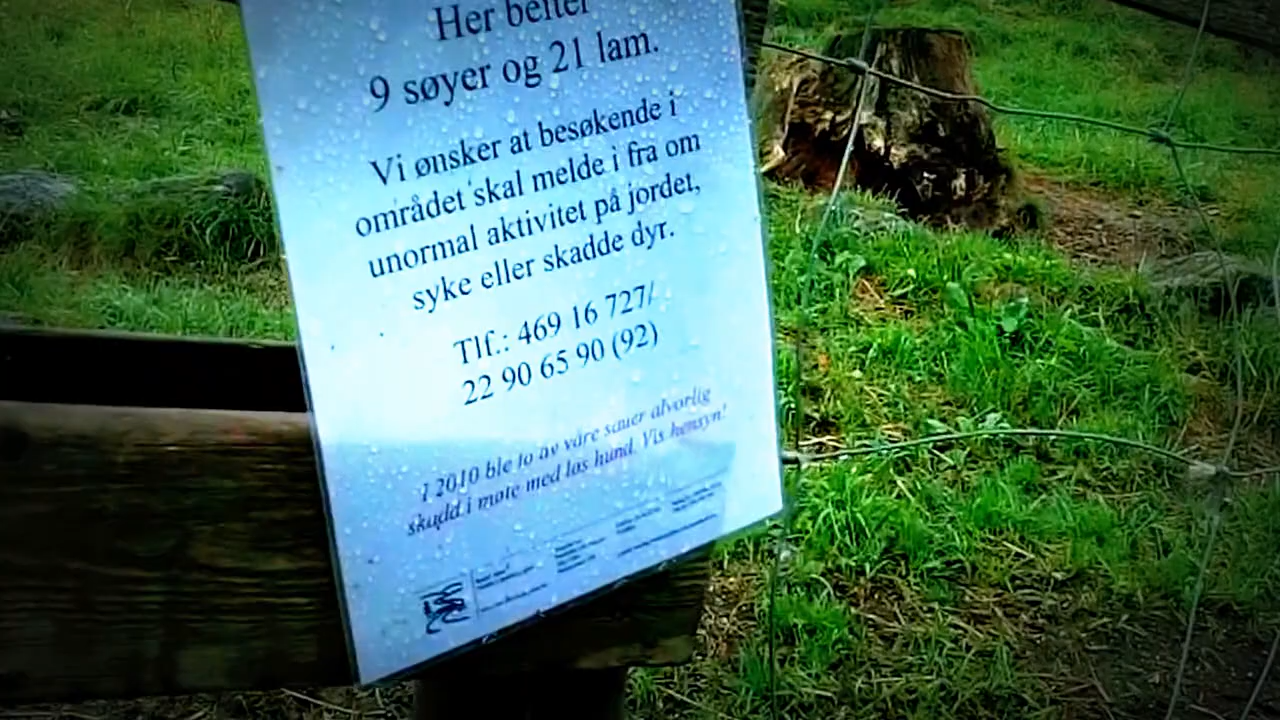 Her beiter
9 søyer og 21 lam.
Vi ønsker at besøkende i
området skal melde i fra om
unormal aktivitet på jordet,
syke eller skadde dyr.
Tlf.: 469 16 727/
22 90 65 90 (92)
I 2010 ble to av våre sauer alvorlig
skadd i møte med løs hund. Vis hensyn!